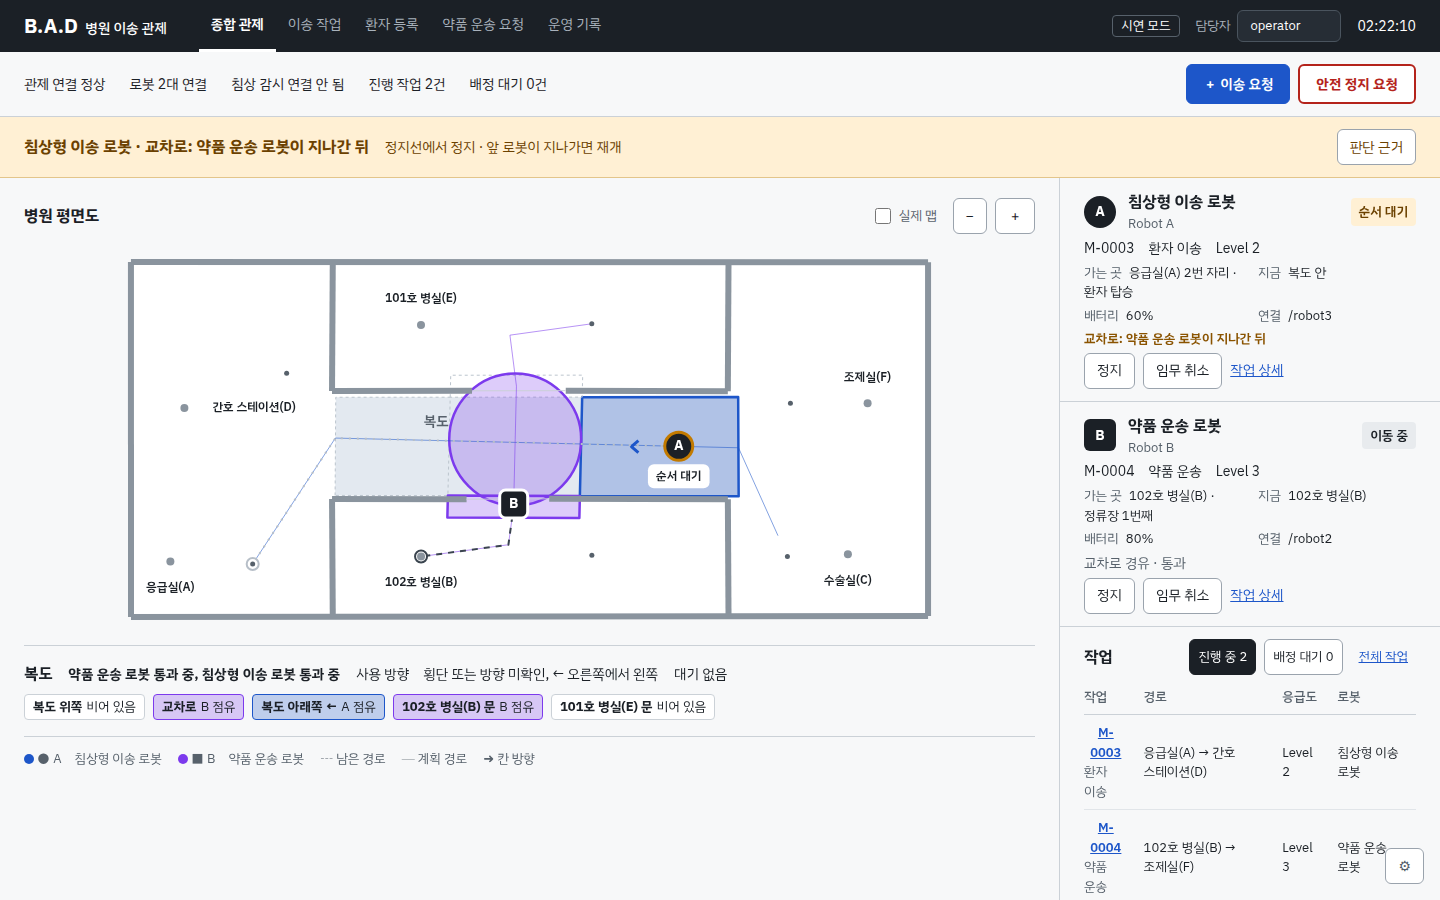 B.A.D 병원 이송 관제
종합 관제
이송 작업
환자 등록
약품 운송 요청
운영 기록
시연 모드
담당자
operator
02:22:10
관제 연결 정상
로봇 2대 연결
침상 감시 연결 안 됨
진행 작업 2건
배정 대기 0건
+ 이송 요청
안전 정지 요청
침상형 이송 로봇 · 교차로: 약품 운송 로봇이 지나간 뒤
정지선에서 정지 · 앞 로봇이 지나가면 재개
판단 근거
병원 평면도
실제 맵
−
+
101호 병실(E)
조제실(F)
간호 스테이션(D)
복도
A
순서 대기
B
102호 병실(B)
응급실(A)
수술실(C)
복도 약품 운송 로봇 통과 중, 침상형 이송 로봇 통과 중 사용 방향 횡단 또는 방향 미확인, ← 오른쪽에서 왼쪽 대기 없음
복도 위쪽 비어 있음
교차로 B 점유
복도 아래쪽 ← A 점유
102호 병실(B) 문 B 점유
101호 병실(E) 문 비어 있음
A 침상형 이송 로봇
B 약품 운송 로봇
남은 경로
계획 경로
→ 칸 방향
A
침상형 이송 로봇
Robot A
순서 대기
M-0003 환자 이송 Level 2
가는 곳 응급실(A) 2번 자리 ·
환자 탑승
지금 복도 안
배터리 60%
연결 /robot3
교차로: 약품 운송 로봇이 지나간 뒤
정지
임무 취소
작업 상세
B
약품 운송 로봇
Robot B
이동 중
M-0004 약품 운송 Level 3
가는 곳 102호 병실(B) ·
정류장 1번째
지금 102호 병실(B)
배터리 80%
연결 /robot2
교차로 경유 · 통과
정지
임무 취소
작업 상세
작업
진행 중 2
배정 대기 0
전체 작업
작업 경로 응급도 로봇
M-
0003
환자
이송
응급실(A) → 간호
스테이션(D)
Level
2
침상형 이송
로봇
M-
0004
약품
운송
102호 병실(B) →
조제실(F)
Level
3
약품 운송
로봇